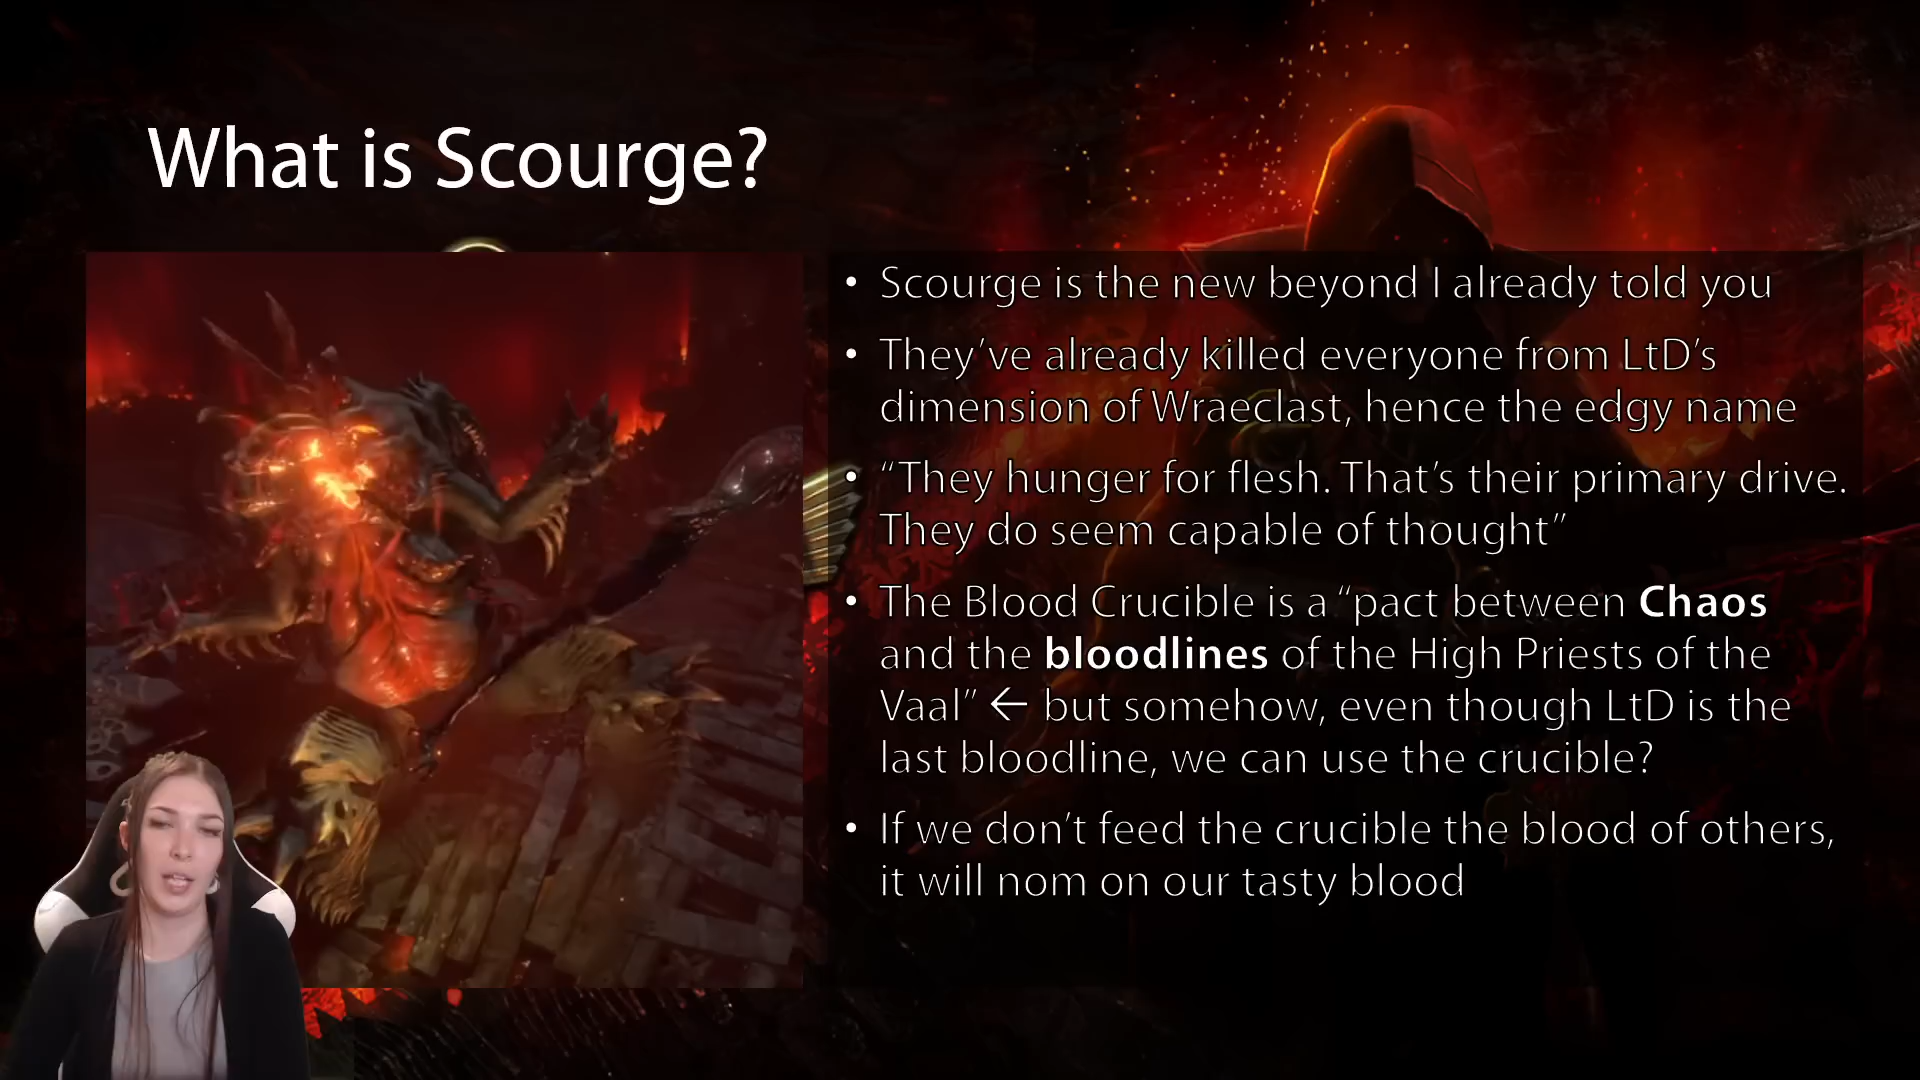 What is Scourge?
• Scourge is the new beyond I already told you
• They’ve already killed everyone from LtD’s
dimension of Wraeclast, hence the edgy name
• “They hunger for flesh. That’s their primary drive.
They do seem capable of thought”
• The Blood Crucible is a “pact between Chaos
and the bloodlines of the High Priests of the
Vaal” ← but somehow, even though LtD is the
last bloodline, we can use the crucible?
• If we don’t feed the crucible the blood of others,
it will nom on our tasty blood